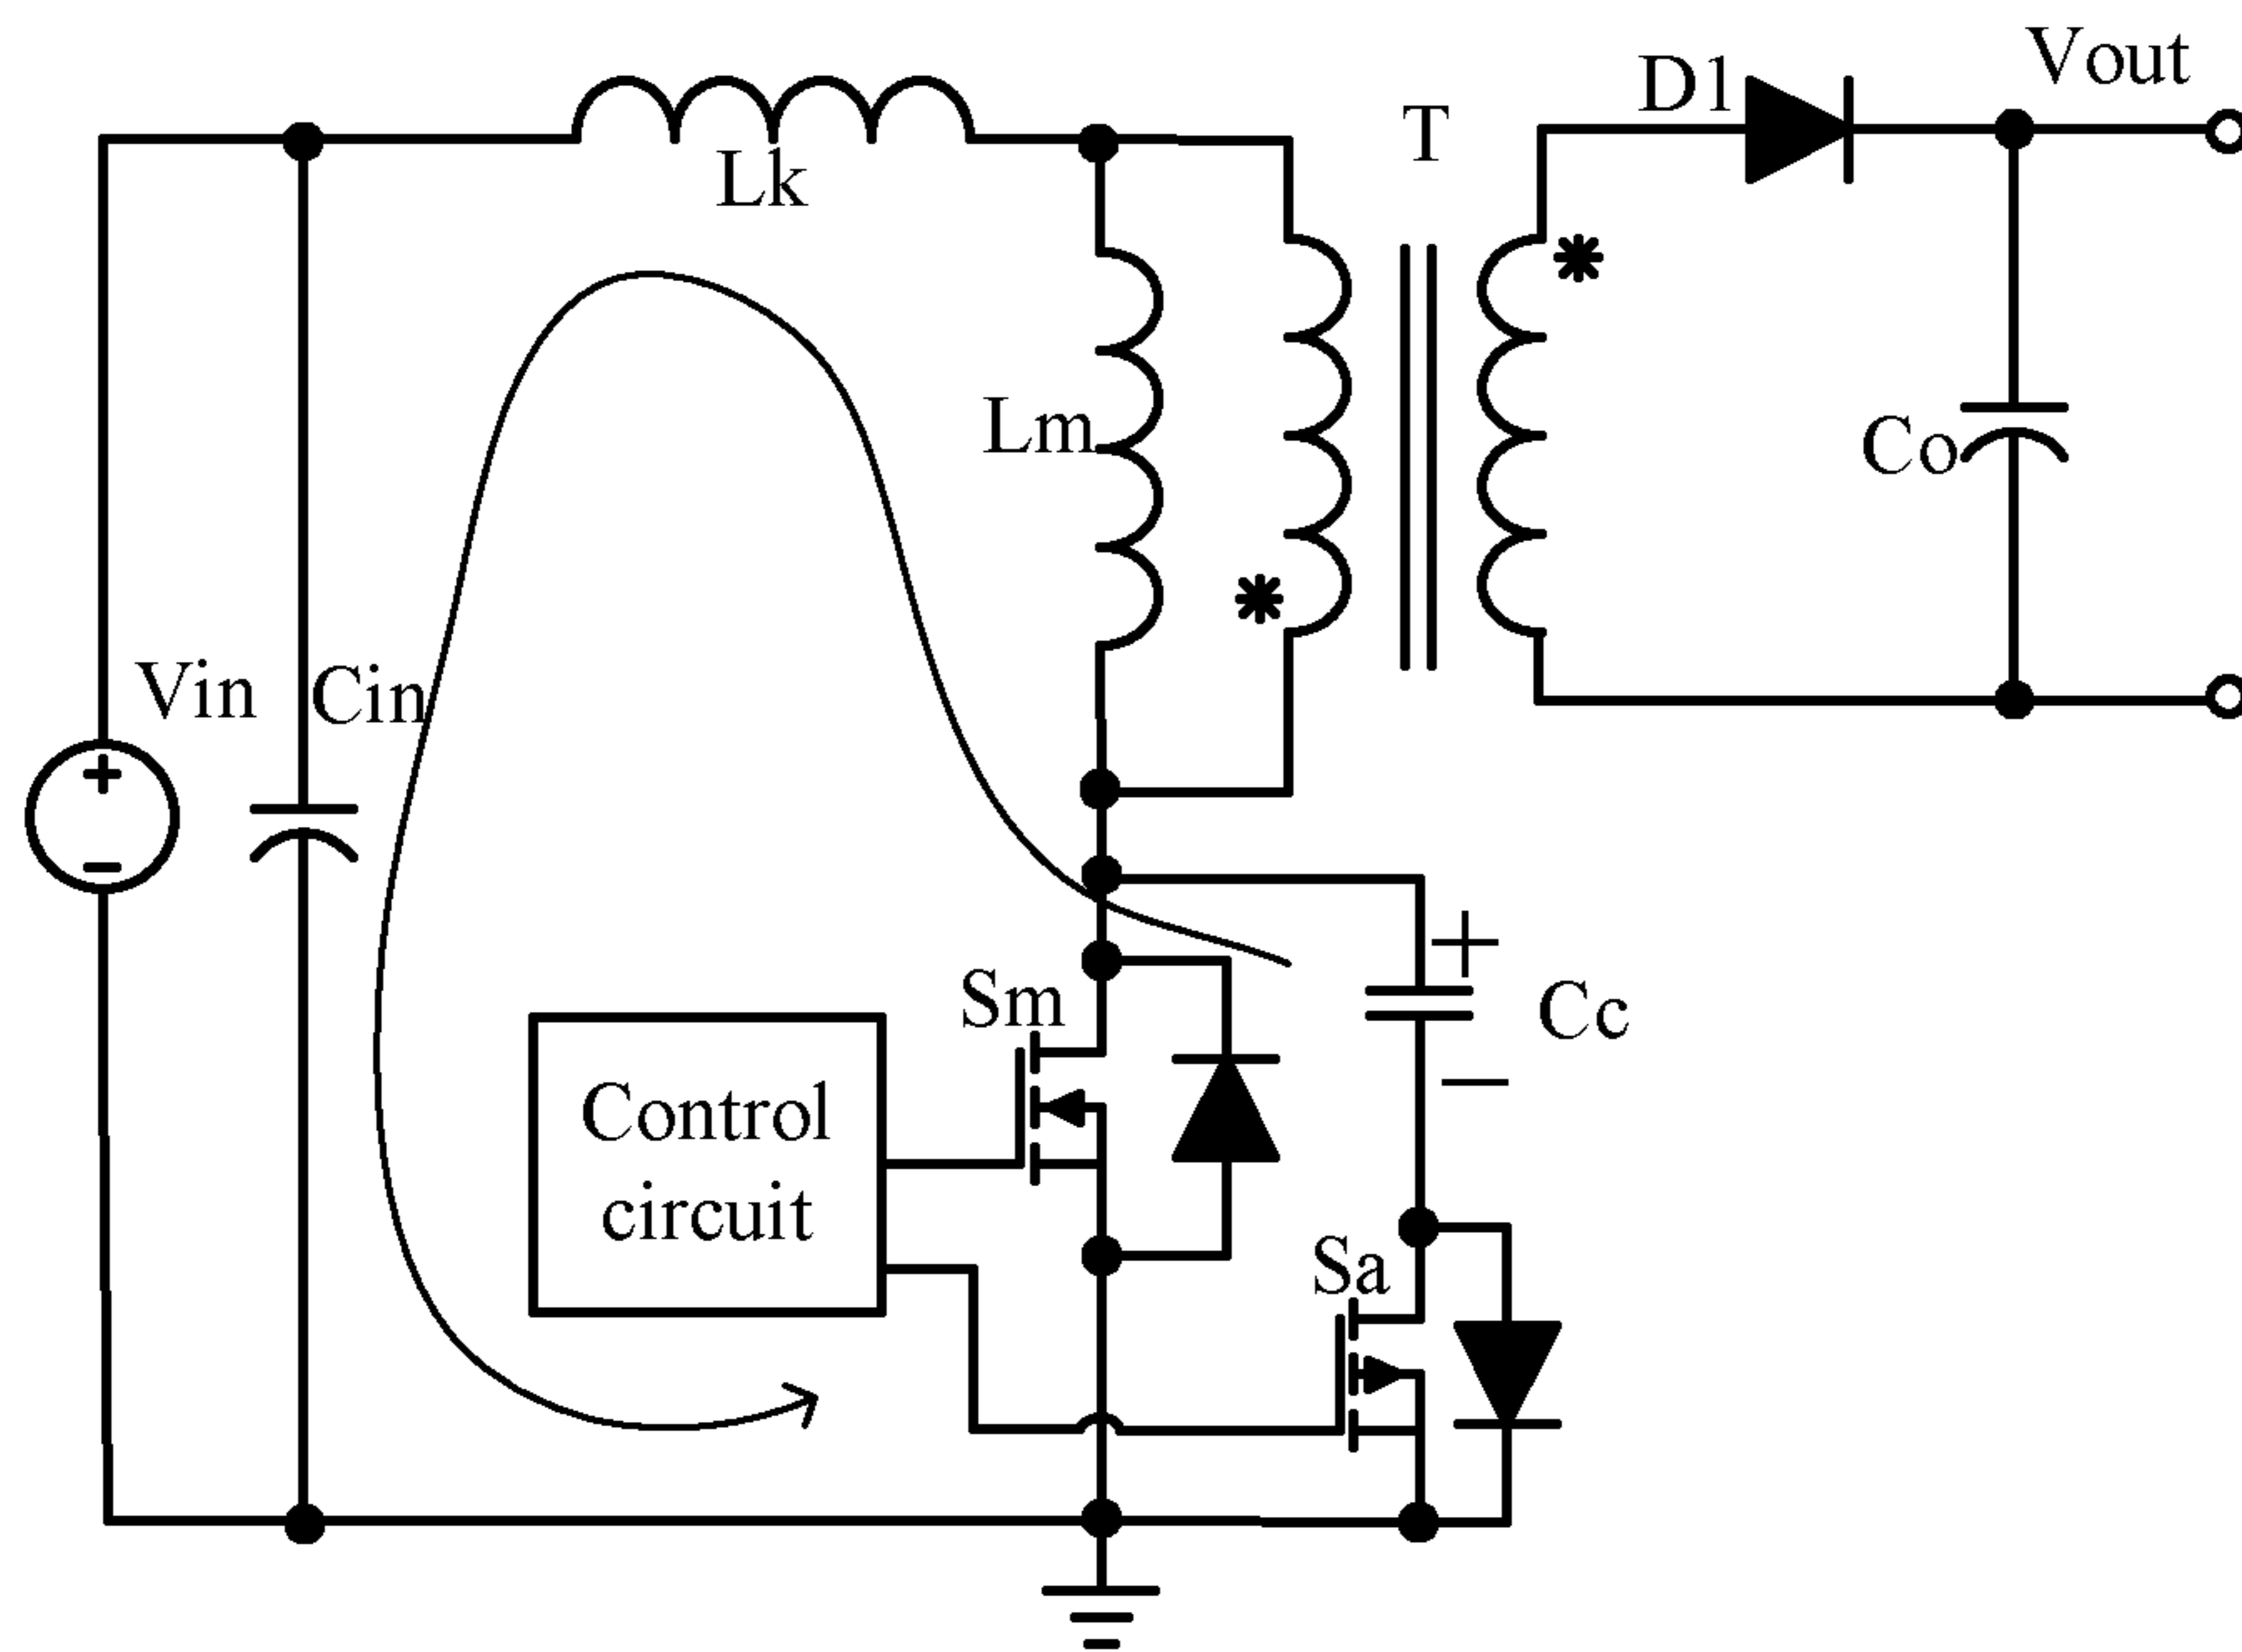 Vout
D1
T
Lk
Lm
Co
Vin
Cin
+
−
+
Cc
−
Sm
Control
circuit
Sa